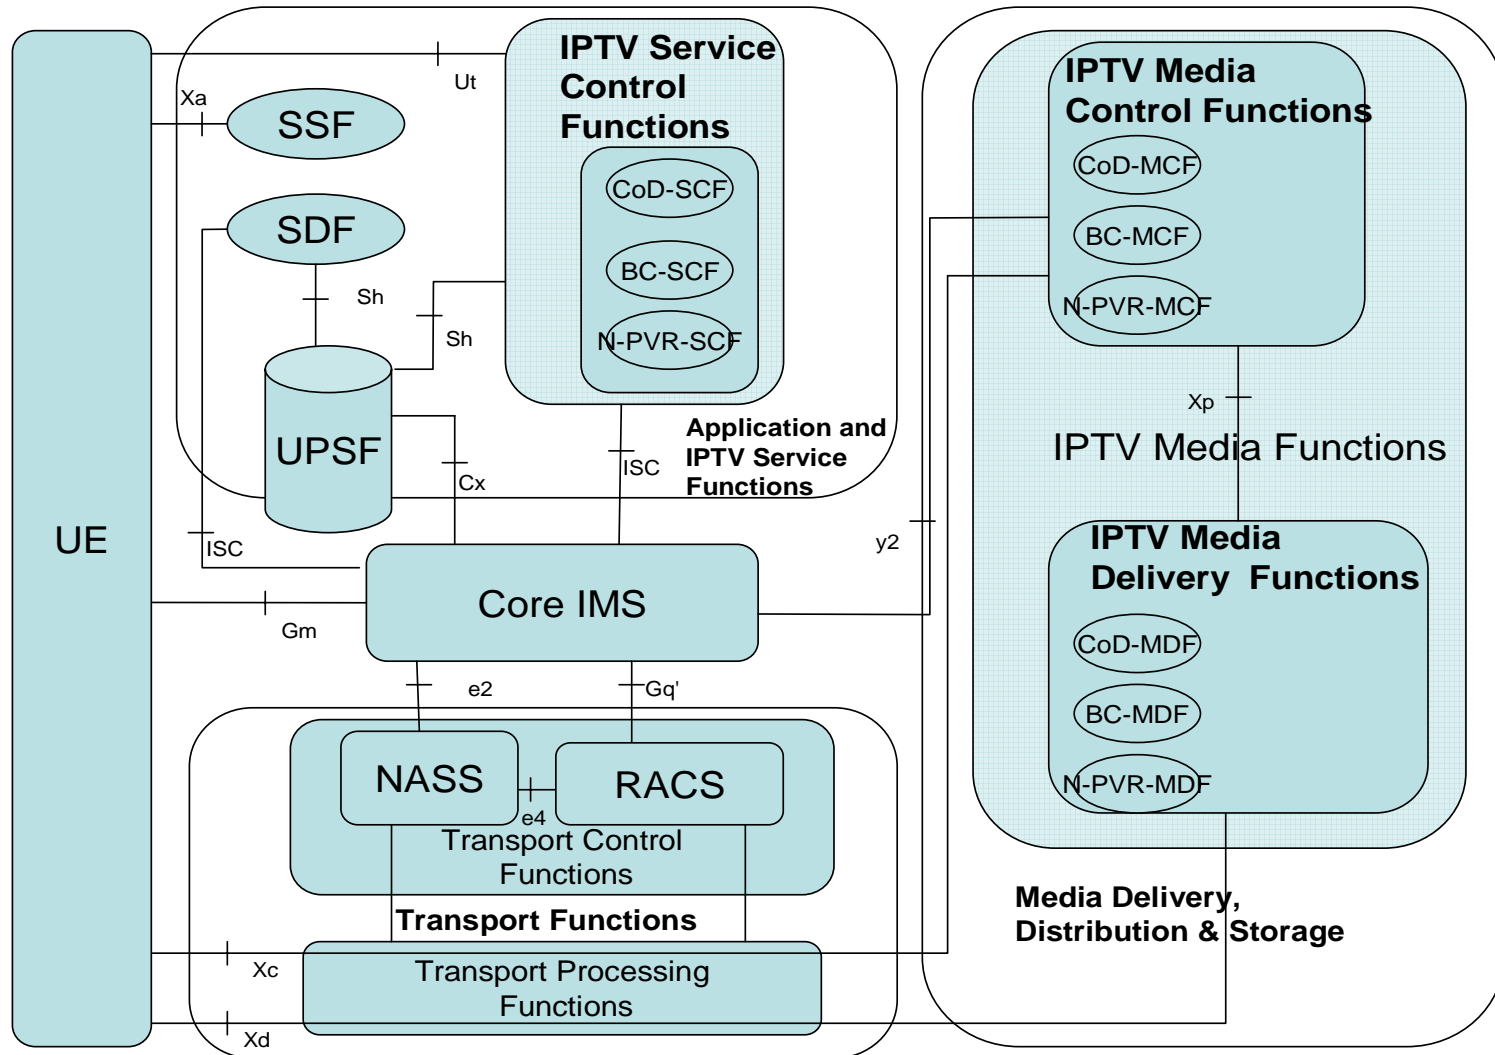 UE
Xa
Ut
SSF
SDF
Sh
Sh
UPSF
Cx
ISC
ISC
IPTV Service
Control
Functions
CoD-SCF
BC-SCF
N-PVR-SCF
Application and
IPTV Service
Functions
Core IMS
Gm
y2
e2
Gq'
NASS
RACS
e4
Transport Control
Functions
Transport Functions
Transport Processing
Functions
Xc
Xd
IPTV Media
Control Functions
CoD-MCF
BC-MCF
N-PVR-MCF
Xp
IPTV Media Functions
IPTV Media
Delivery Functions
CoD-MDF
BC-MDF
N-PVR-MDF
Media Delivery,
Distribution & Storage